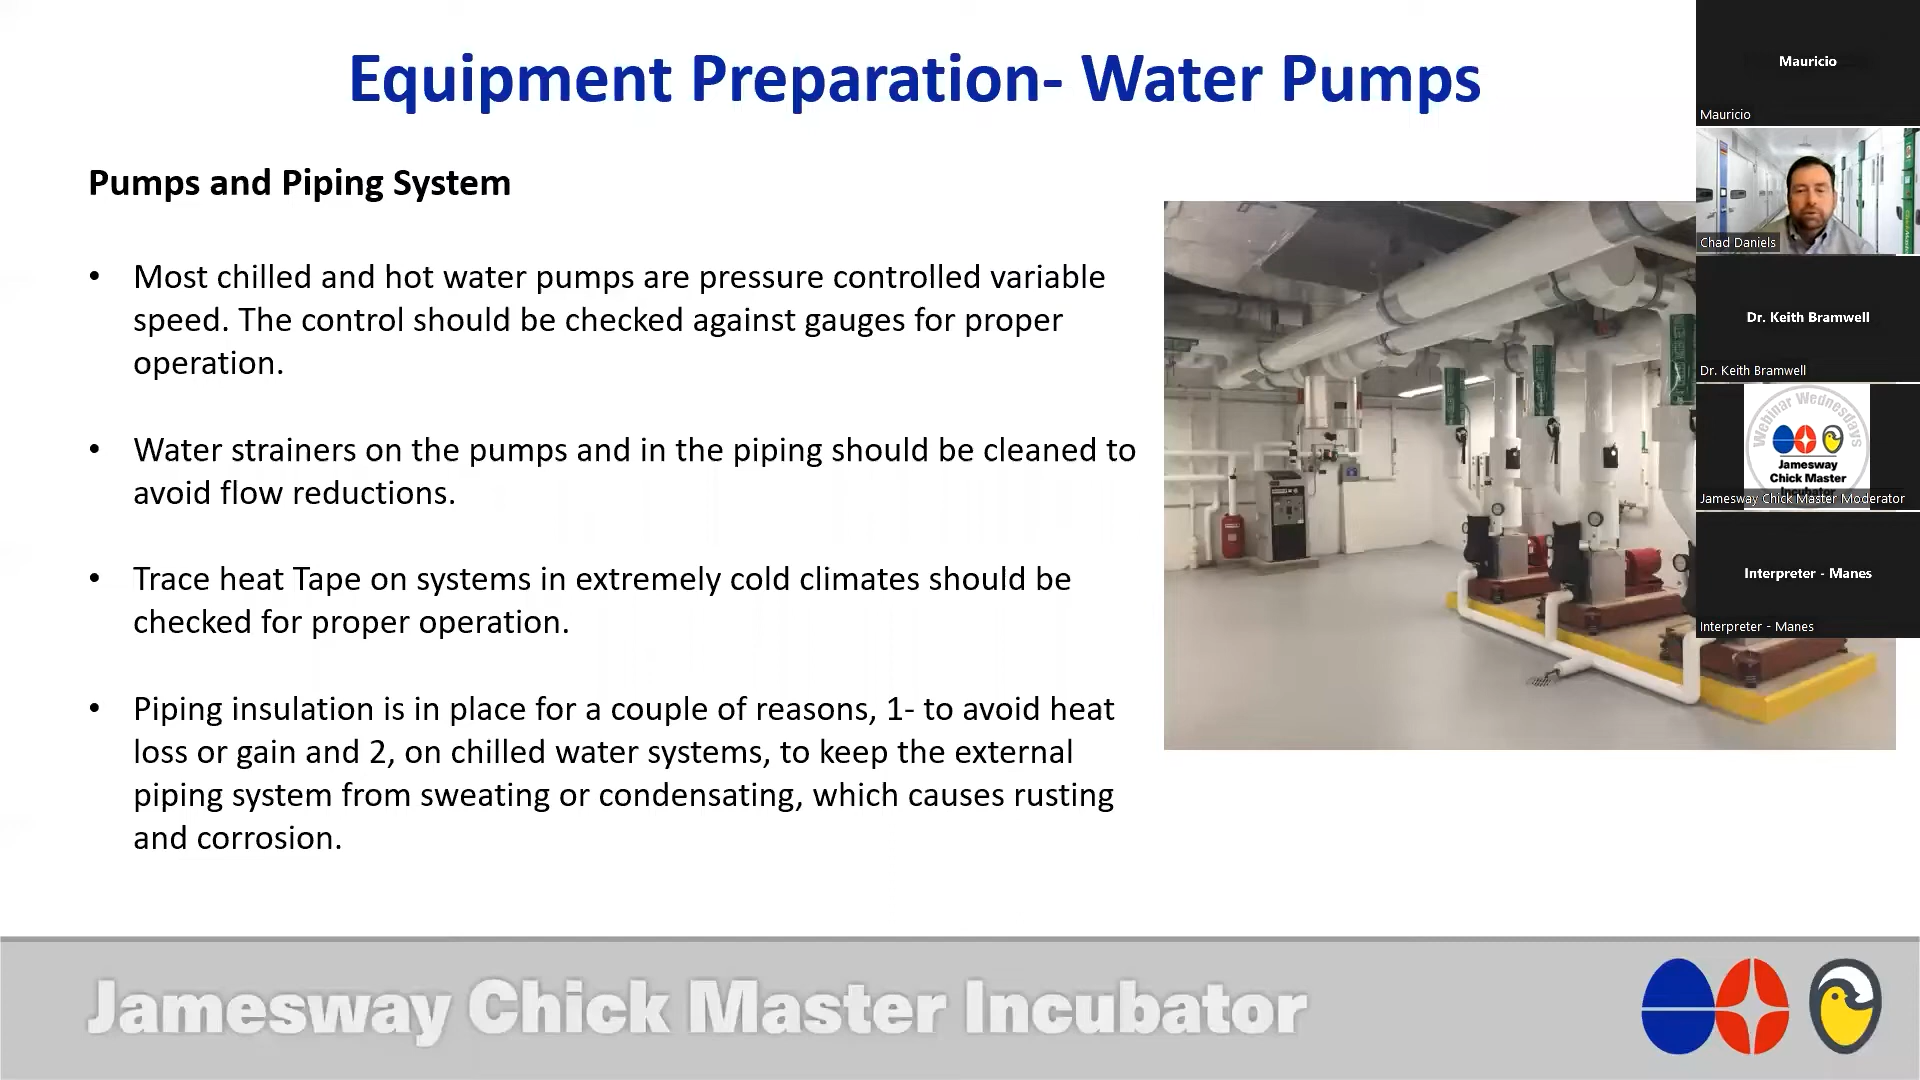 Equipment Preparation- Water Pumps
Pumps and Piping System
• Most chilled and hot water pumps are pressure controlled variable
speed. The control should be checked against gauges for proper
operation.
• Water strainers on the pumps and in the piping should be cleaned to
avoid flow reductions.
• Trace heat Tape on systems in extremely cold climates should be
checked for proper operation.
• Piping insulation is in place for a couple of reasons, 1- to avoid heat
loss or gain and 2, on chilled water systems, to keep the external
piping system from sweating or condensating, which causes rusting
and corrosion.
Mauricio
Mauricio
Chad Daniels
Dr. Keith Bramwell
Dr. Keith Bramwell
Webinar Wednesdays
Jamesway
Chick Master
Incubator
Jamesway Chick Master Moderator
Interpreter - Manes
Interpreter - Manes
Jamesway Chick Master Incubator